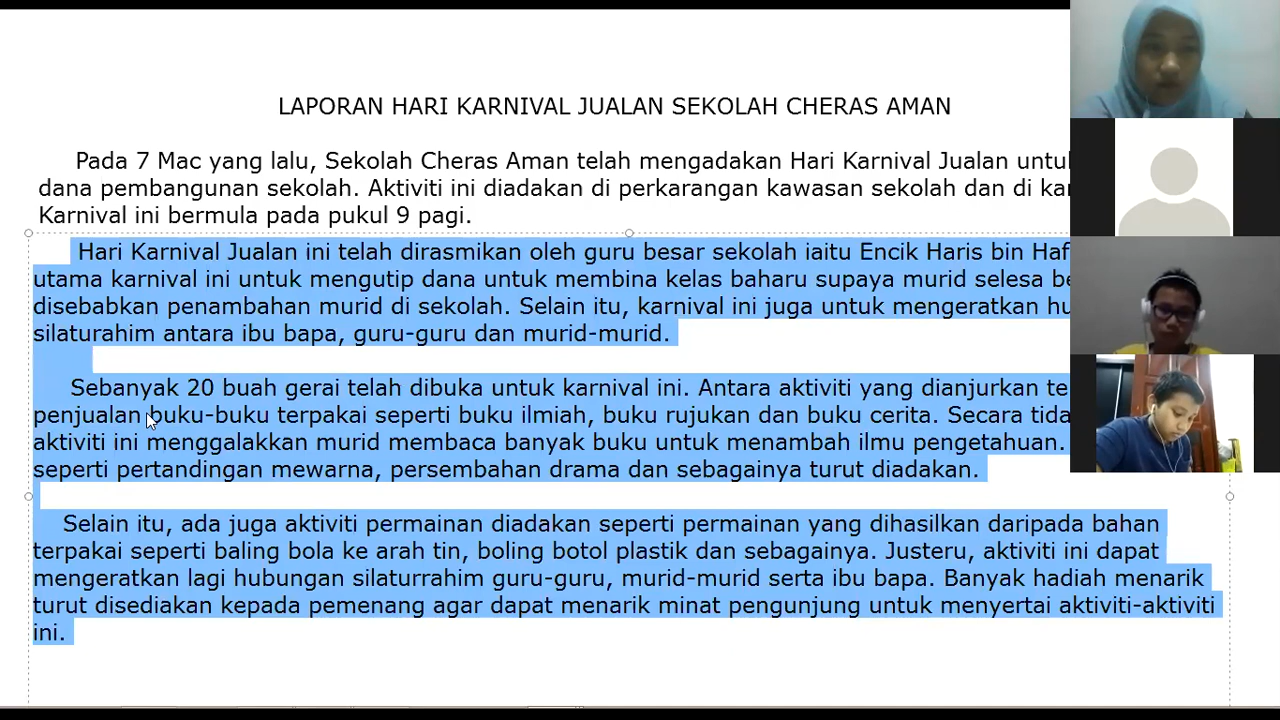 LAPORAN HARI KARNIVAL JUALAN SEKOLAH CHERAS AMAN
Pada 7 Mac yang lalu, Sekolah Cheras Aman telah mengadakan Hari Karnival Jualan
dana pembangunan sekolah. Aktiviti ini diadakan di perkarangan kawasan sekolah dan di
Karnival ini bermula pada pukul 9 pagi.
Hari Karnival Jualan ini telah dirasmikan oleh guru besar sekolah iaitu Encik Haris bin
utama karnival ini untuk mengutip dana untuk membina kelas baharu supaya murid selesa
disebabkan penambahan murid di sekolah. Selain itu, karnival ini juga untuk mengeratkan
silaturahim antara ibu bapa, guru-guru dan murid-murid.
Sebanyak 20 buah gerai telah dibuka untuk karnival ini. Antara aktiviti yang dianjurkan
penjualan buku-buku terpakai seperti buku ilmiah, buku rujukan dan buku cerita. Secara
aktiviti ini menggalakkan murid membaca banyak buku untuk menambah ilmu pengetahuan.
seperti pertandingan mewarna, persembahan drama dan sebagainya turut diadakan.
Selain itu, ada juga aktiviti permainan diadakan seperti permainan yang dihasilkan daripada bahan
terpakai seperti baling bola ke arah tin, boling botol plastik dan sebagainya. Justeru, aktiviti ini dapat
mengeratkan lagi hubungan silaturrahim guru-guru, murid-murid serta ibu bapa. Banyak hadiah menarik
turut disediakan kepada pemenang agar dapat menarik minat pengunjung untuk menyertai aktiviti-aktiviti
ini.